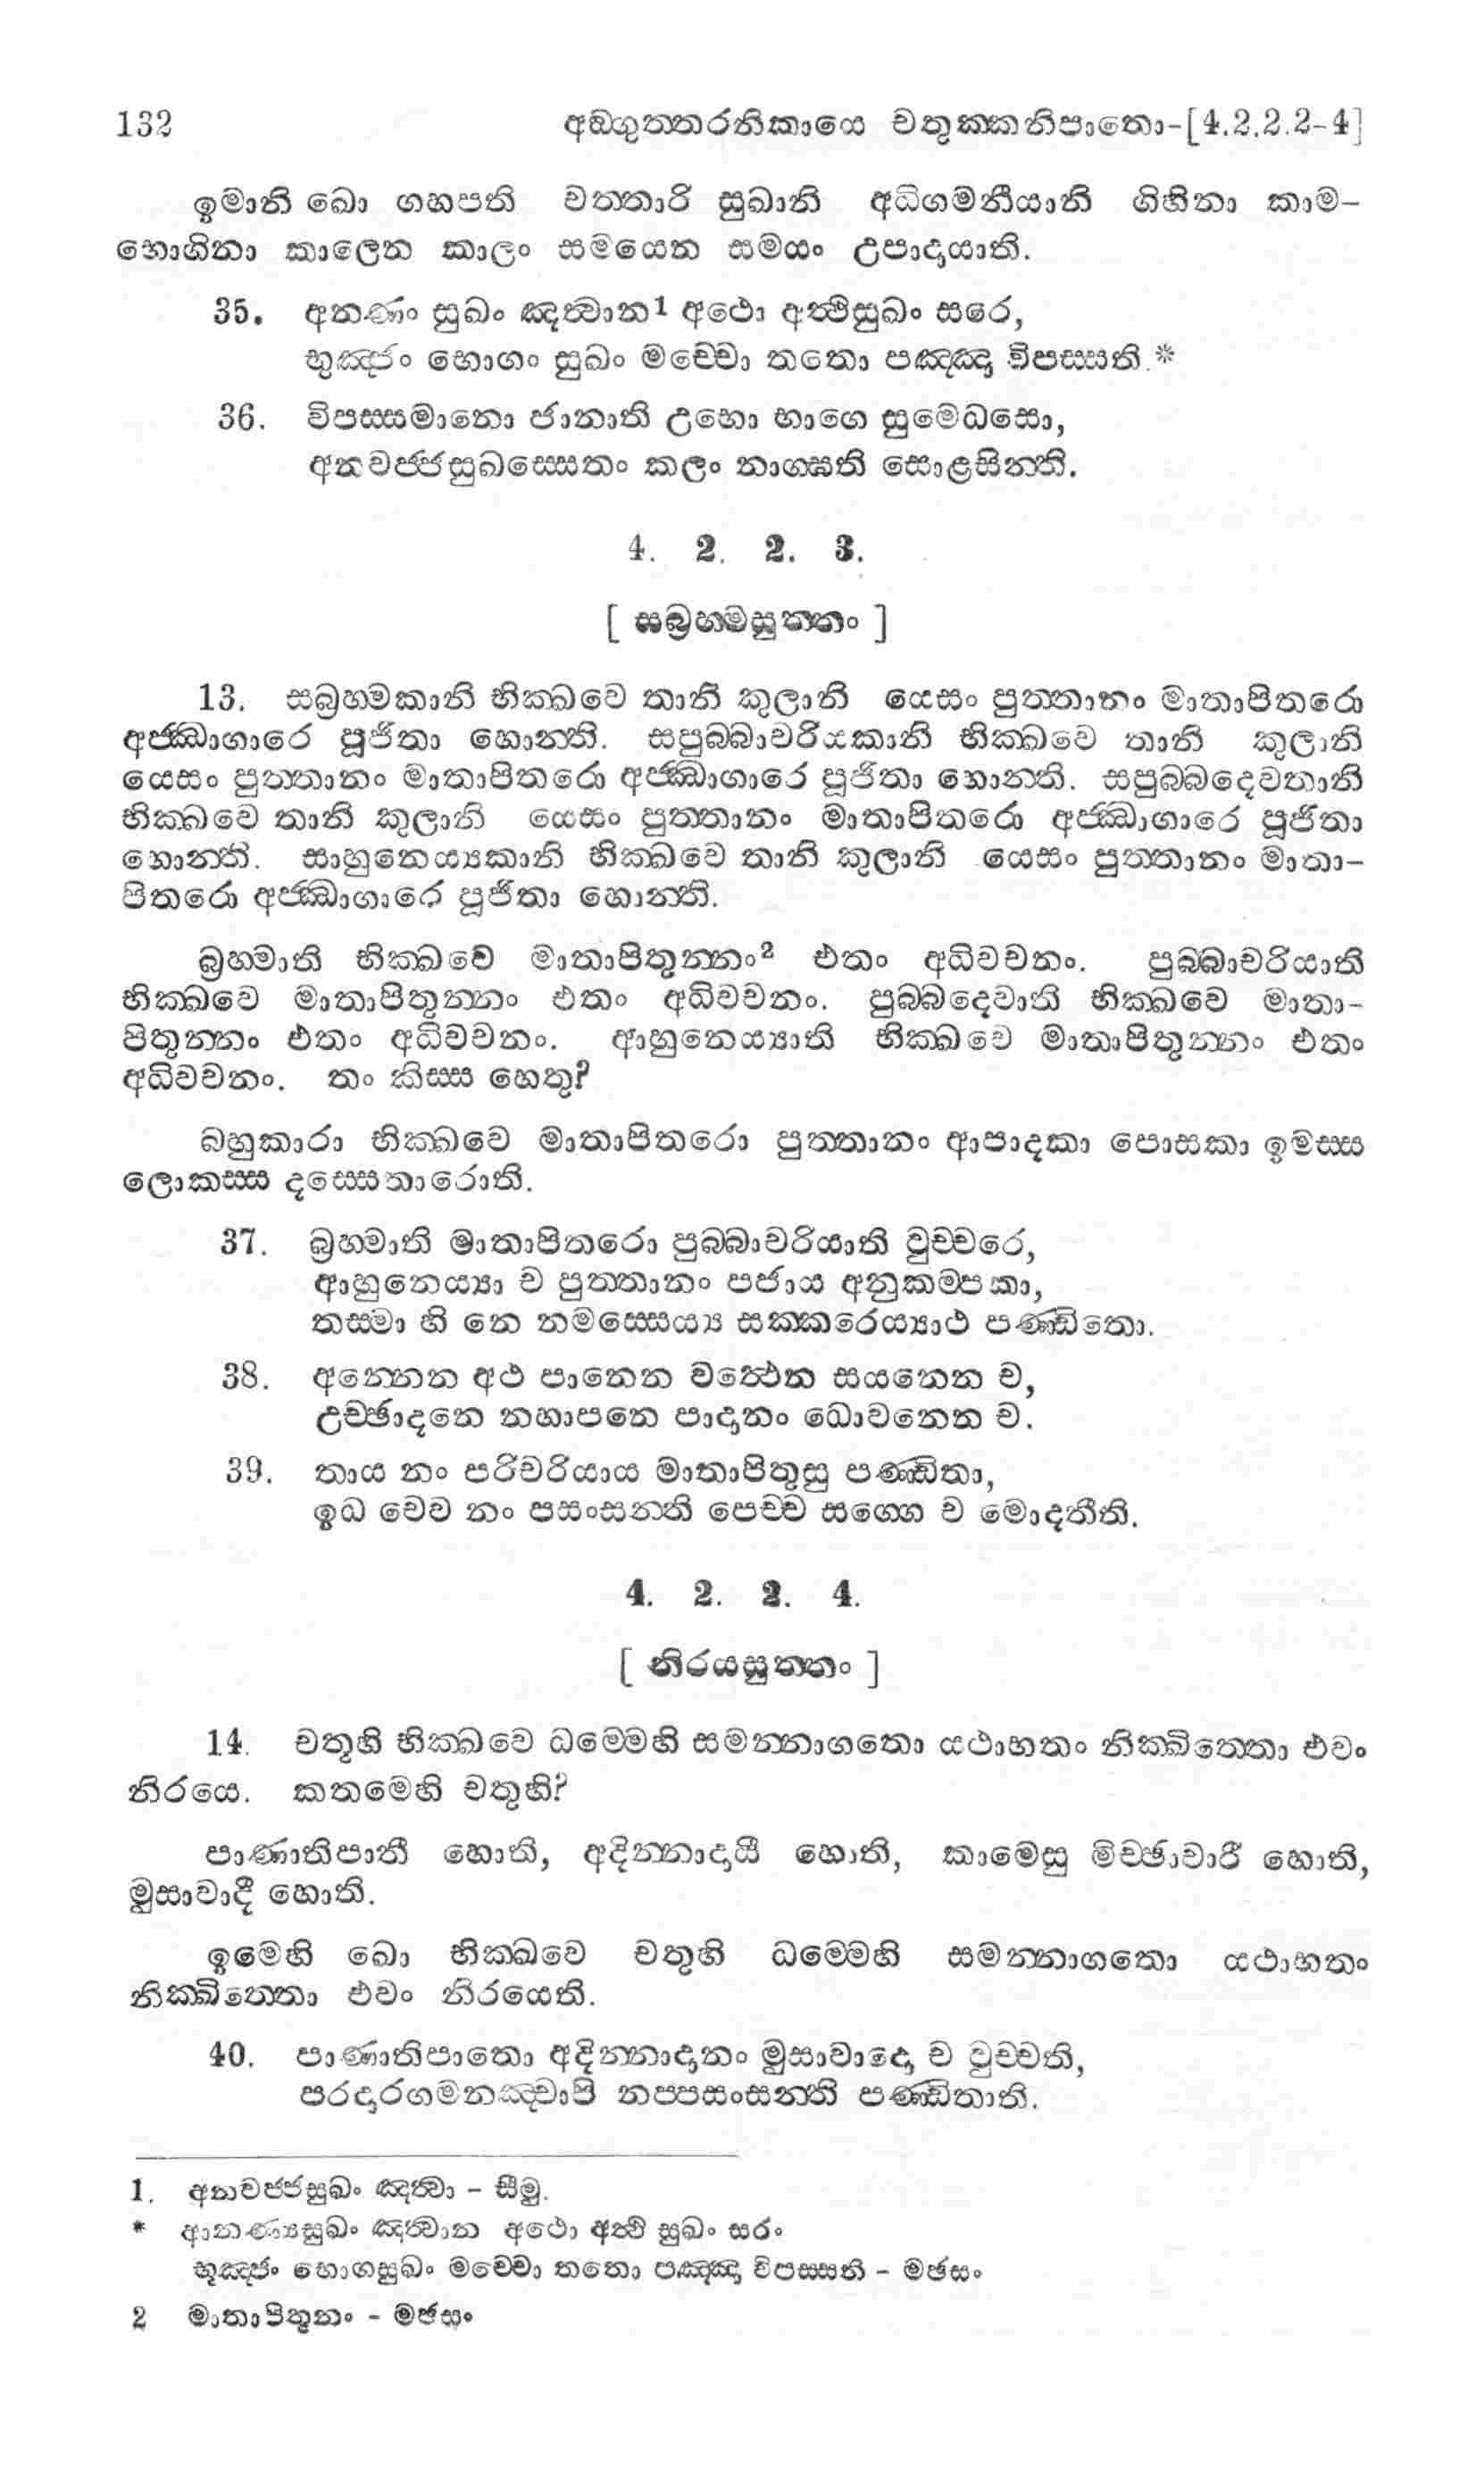 132 අඞ්ගුත්තරනිකායෙ චතුක්කනිපාතො-[4.2.2.2-4]
ඉමානි ඛො ගහපති චත්තාරි සුඛානි අධිගමනීයානි ගිහිනා කාම-
භොගිනා කාලෙන කාලං සමයෙන සමයං උපාදායාති.
35. අනණං සුඛං ඤත්වාන1 අථො අත්ථිසුඛං සරෙ,
භුඤ්ජං භොගං සුඛං මච්චො තතො පඤ්ඤා විපස්සති.*
36. විපස්සමානො ජානාති උභො භාගෙ සුමෙධසො,
අනවජ්ජසුඛස්සෙතං කලං නාග්ඝති සොළසින්ති.
4. 2. 2. 3.
[ සබ්‍රහ්මසුත්තං ]
13. සබ්‍රහ්මකානි භික්ඛවෙ තානි කුලානි යෙසං පුත්තානං මාතාපිතරො
අජ්ඣාගාරෙ පූජිතා හොන්ති. සපුබ්බාචරියකානි භික්ඛවෙ තානි කුලානි
යෙසං පුත්තානං මාතාපිතරො අජ්ඣාගාරෙ පූජිතා හොන්ති. සපුබ්බදෙවතානි
භික්ඛවෙ තානි කුලානි යෙසං පුත්තානං මාතාපිතරො අජ්ඣාගාරෙ පූජිතා
හොන්ති. සාහුනෙය්‍යකානි භික්ඛවෙ තානි කුලානි යෙසං පුත්තානං මාතා-
පිතරො අජ්ඣාගාරෙ පූජිතා හොන්ති.
බ්‍රහ්මාති භික්ඛවෙ මාතාපිතුන්නං2 එතං අධිවචනං. පුබ්බාචරියාති
භික්ඛවෙ මාතාපිතුන්නං එතං අධිවචනං. පුබ්බදෙවාති භික්ඛවෙ මාතා-
පිතුන්නං එතං අධිවචනං. ආහුනෙය්‍යාති භික්ඛවෙ මාතාපිතුන්නං එතං
අධිවචනං. තං කිස්ස හෙතු?
බහුකාරා භික්ඛවෙ මාතාපිතරො පුත්තානං ආපාදකා පොසකා ඉමස්ස
ලොකස්ස දස්සෙතාරොති.
37. බ්‍රහ්මාති මාතාපිතරො පුබ්බාචරියාති වුච්චරෙ,
ආහුනෙය්‍යා ච පුත්තානං පජාය අනුකම්පකා,
තස්මා හි නෙ නමස්සෙය්‍ය සක්කරෙය්‍යාථ පණ්ඩිතො.
38. අන්නෙන අථ පානෙන වත්ථෙන සයනෙන ච,
උච්ඡාදනෙ නහාපනෙ පාදානං ධොවනෙන ච.
39. තාය නං පරිචරියාය මාතාපිතුසු පණ්ඩිතා,
ඉධ චෙව නං පසංසන්ති පෙච්ච සග්ගෙ ච මොදතීති.
4. 2. 2. 4.
[ නිරයසුත්තං ]
14. චතූහි භික්ඛවෙ ධම්මෙහි සමන්නාගතො යථාභතං නික්ඛිත්තො එවං
නිරයෙ. කතමෙහි චතුහි?
පාණාතිපාතී හොති, අදින්නාදායී හොති, කාමෙසු මිච්ඡාචාරී හොති,
මුසාවාදී හොති.
ඉමෙහි ඛො භික්ඛවෙ චතුහි ධම්මෙහි සමන්නාගතො යථාභතං
නික්ඛිත්තො එවං නිරයෙති.
40. පාණාතිපාතො අදින්නාදානං මුසාවාදො ච වුච්චති,
පරදාරගමනඤ්චාපි නප්පසංසන්ති පණ්ඩිතාති.
1. අනවජ්ජසුඛං ඤත්වා - සීමු.
* ආනණ්‍යසුඛං ඤත්වාන අථො අත්ථි සුඛං සරං
භූඤ්ජං භොගසුඛං මච්චො තතො පඤ්ඤා විපස්සති - මඡසං
2 මාතාපිතූනං - මඡසං